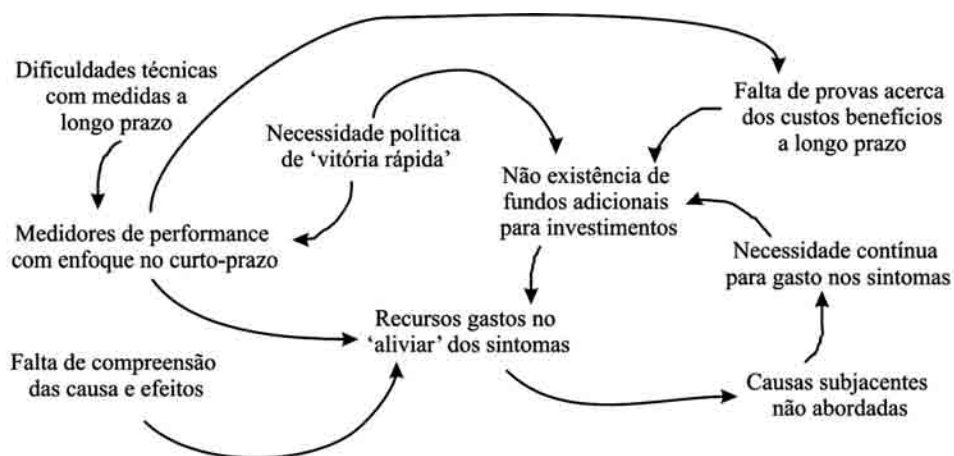 Dificuldades técnicas
com medidas a
longo prazo
Necessidade política
de ‘vitória rápida’
Falta de provas acerca
dos custos benefícios
a longo prazo
Não existência de
fundos adicionais
para investimentos
Medidores de performance
com enfoque no curto-prazo
Necessidade contínua
para gasto nos sintomas
Recursos gastos no
‘aliviar’ dos sintomas
Falta de compreensão
das causa e efeitos
Causas subjacentes
não abordadas